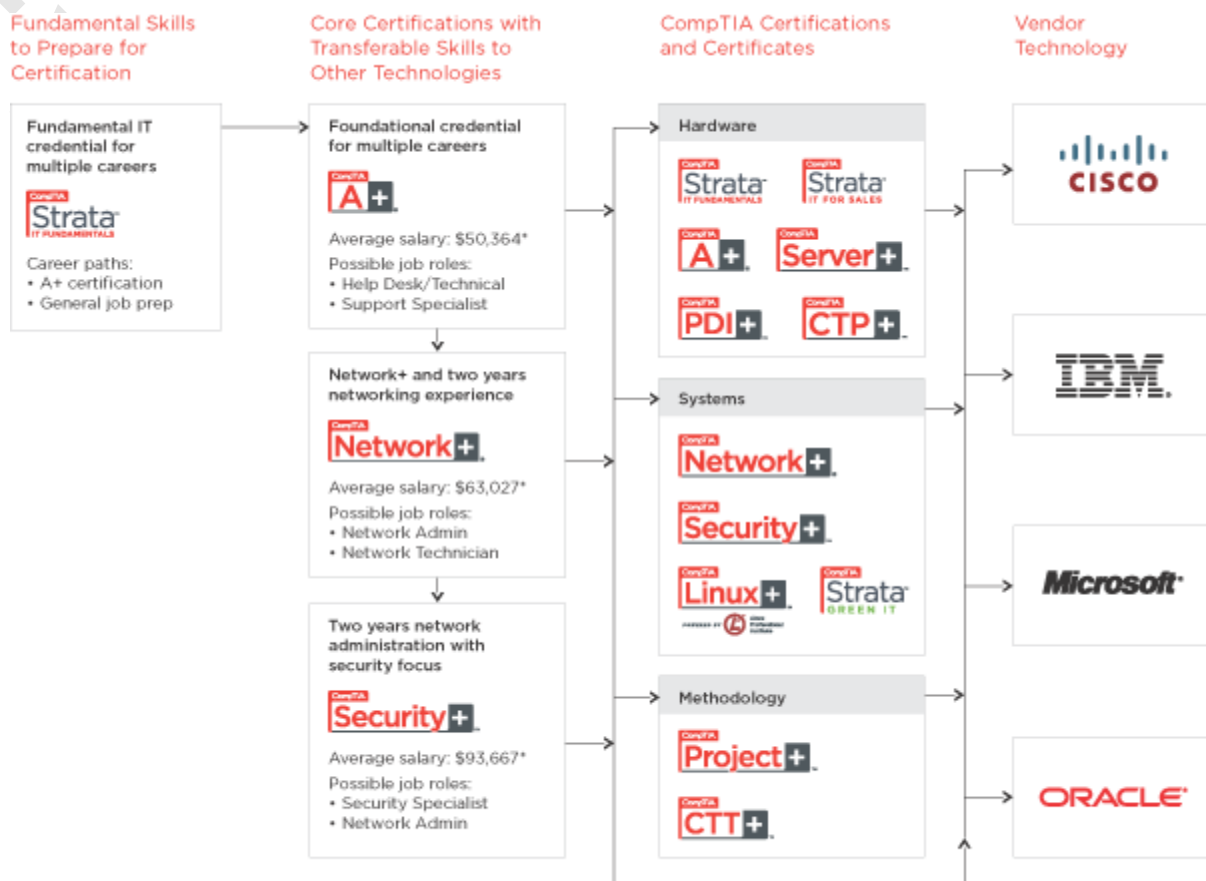 Fundamental Skills
to Prepare for
Certification
Fundamental IT
credential for
multiple careers
CompTIA
Strata
IT FUNDAMENTALS
Career paths:
• A+ certification
• General job prep
Core Certifications with
Transferable Skills to
Other Technologies
Foundational credential
for multiple careers
CompTIA
A+
Average salary: $50,364*
Possible job roles:
• Help Desk/Technical
• Support Specialist
Network+ and two years
networking experience
CompTIA
Network+
Average salary: $63,027*
Possible job roles:
• Network Admin
• Network Technician
Two years network
administration with
security focus
CompTIA
Security+
Average salary: $93,667*
Possible job roles:
• Security Specialist
• Network Admin
CompTIA Certifications
and Certificates
Hardware
CompTIA
Strata
IT FUNDAMENTALS
CompTIA
Strata
IT FOR SALES
CompTIA
A+
CompTIA
Server+
CompTIA
PDI+
CompTIA
CTP+
Systems
CompTIA
Network+
CompTIA
Security+
CompTIA
Linux+
POWERED BY
CompTIA
Strata
GREEN IT
Methodology
CompTIA
Project+
CompTIA
CTT+
Vendor
Technology
CISCO
IBM
Microsoft
ORACLE